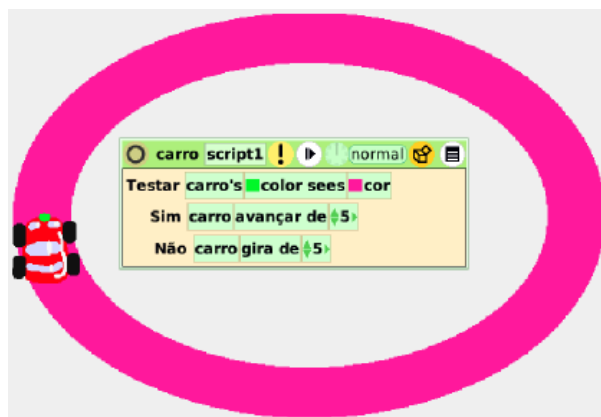 carro script1 ! normal
Testar carro's color sees cor
Sim carro avançar de 5
Não carro gira de 5